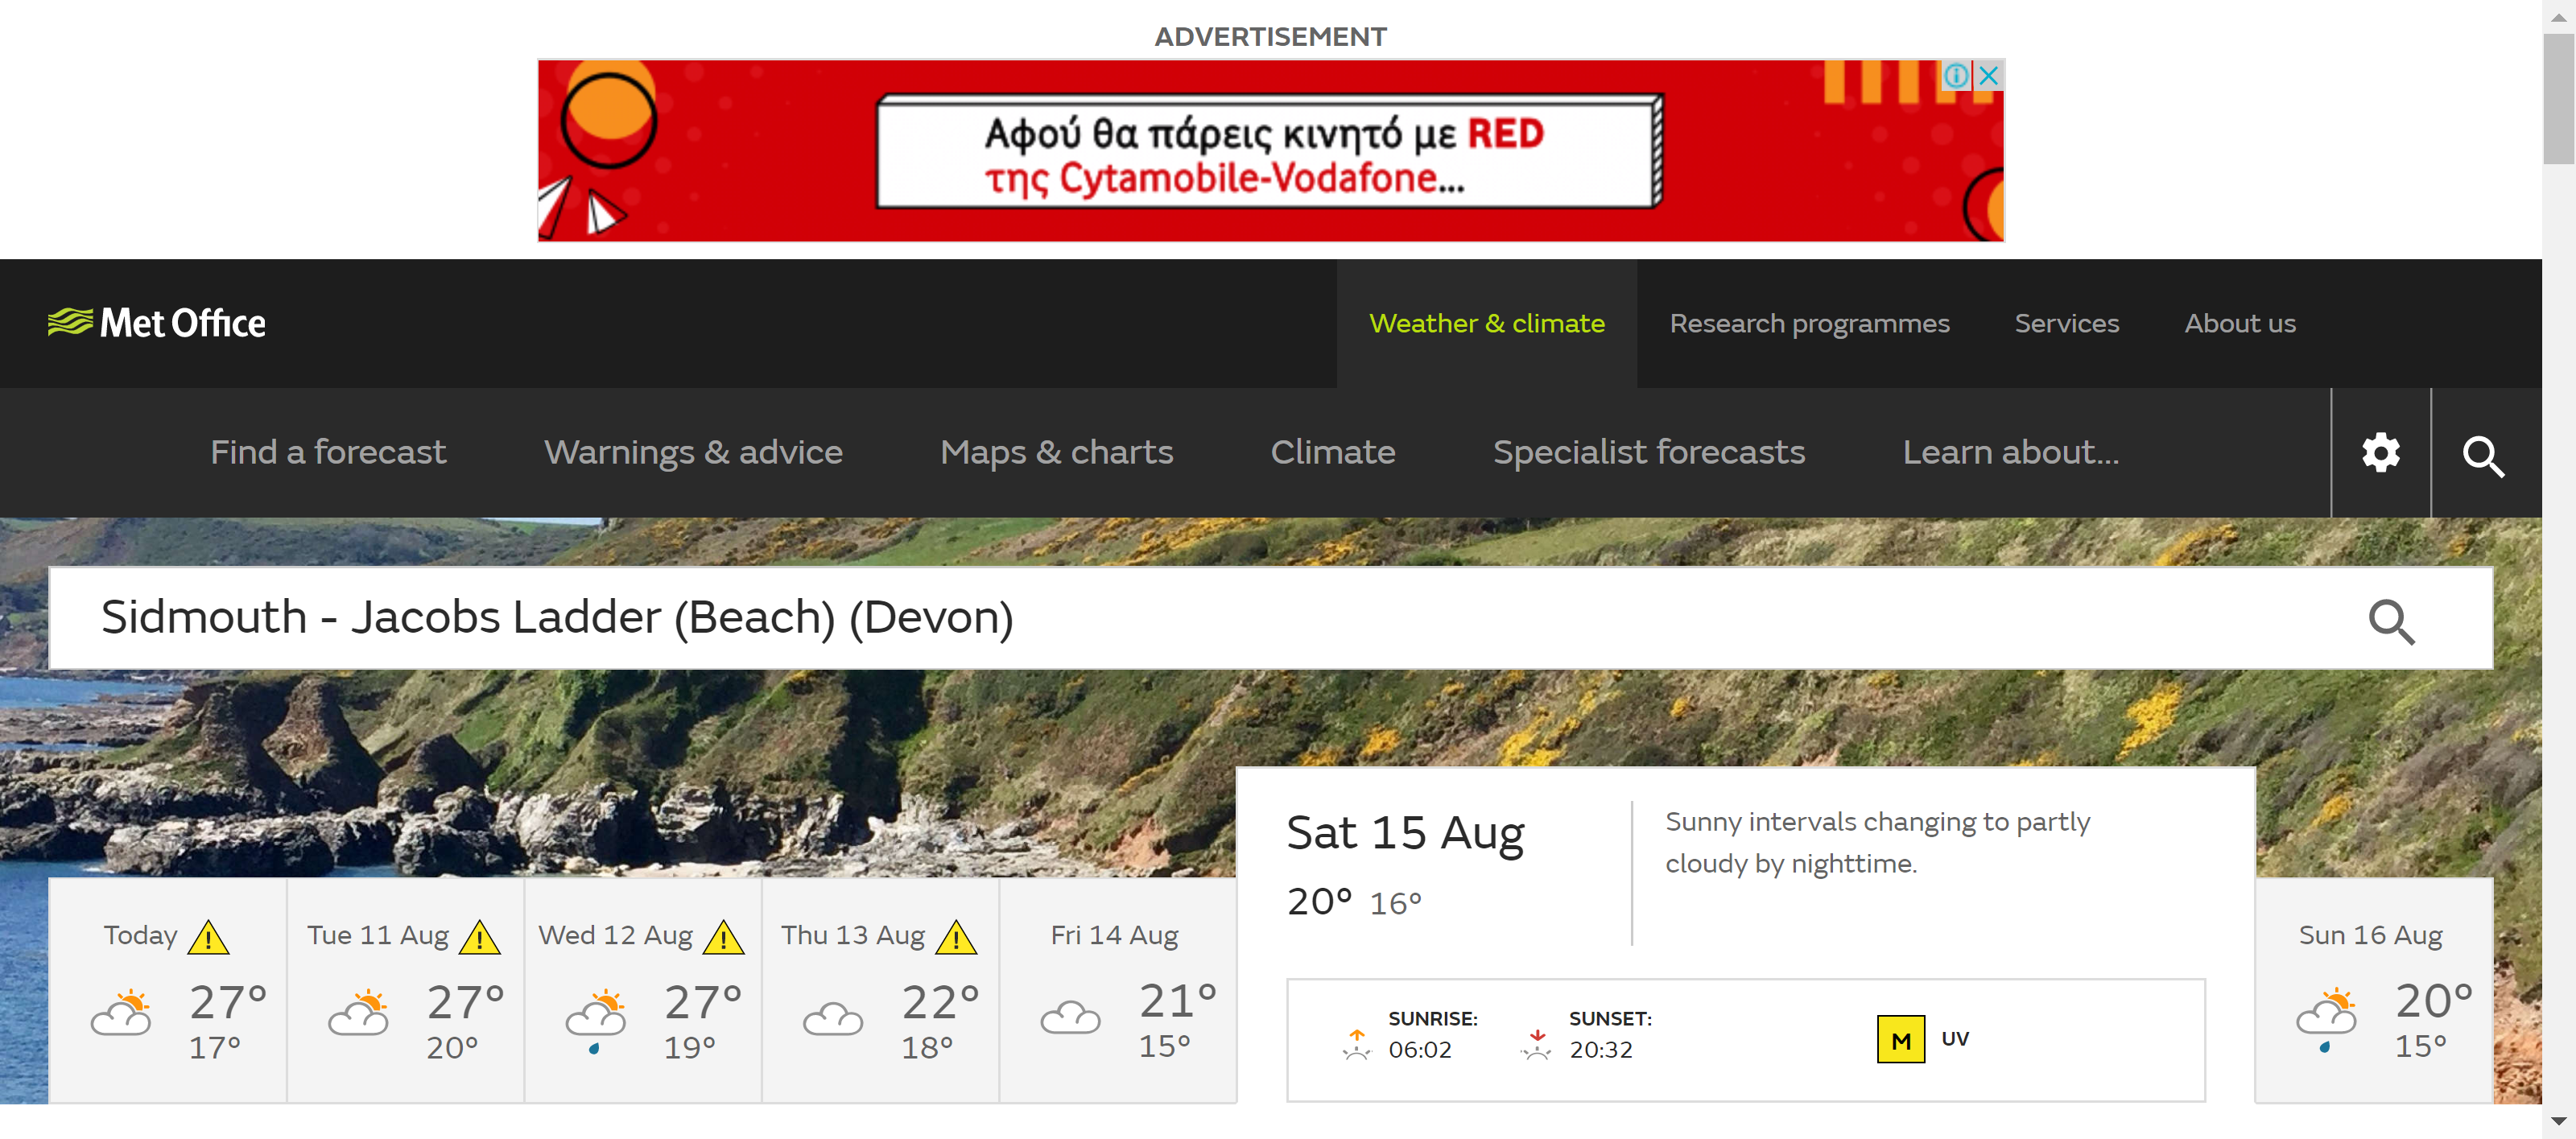 ADVERTISEMENT
Αφού θα πάρεις κινητό με RED
της Cytamobile-Vodafone...
Met Office
Weather & climate
Research programmes
Services
About us
Find a forecast
Warnings & advice
Maps & charts
Climate
Specialist forecasts
Learn about...
Sidmouth - Jacobs Ladder (Beach) (Devon)
Today
27°
17°
Tue 11 Aug
27°
20°
Wed 12 Aug
27°
19°
Thu 13 Aug
22°
18°
Fri 14 Aug
21°
15°
Sat 15 Aug
20° 16°
Sunny intervals changing to partly
cloudy by nighttime.
SUNRISE:
06:02
SUNSET:
20:32
M UV
Sun 16 Aug
20°
15°